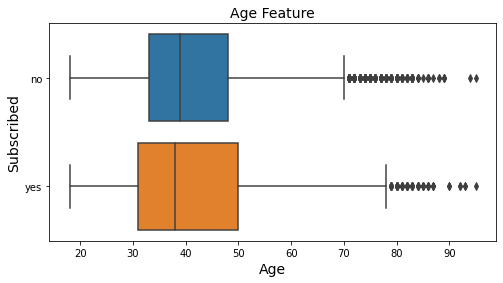 Age Feature
Subscribed
no
yes
20 30 40 50 60 70 80 90
Age